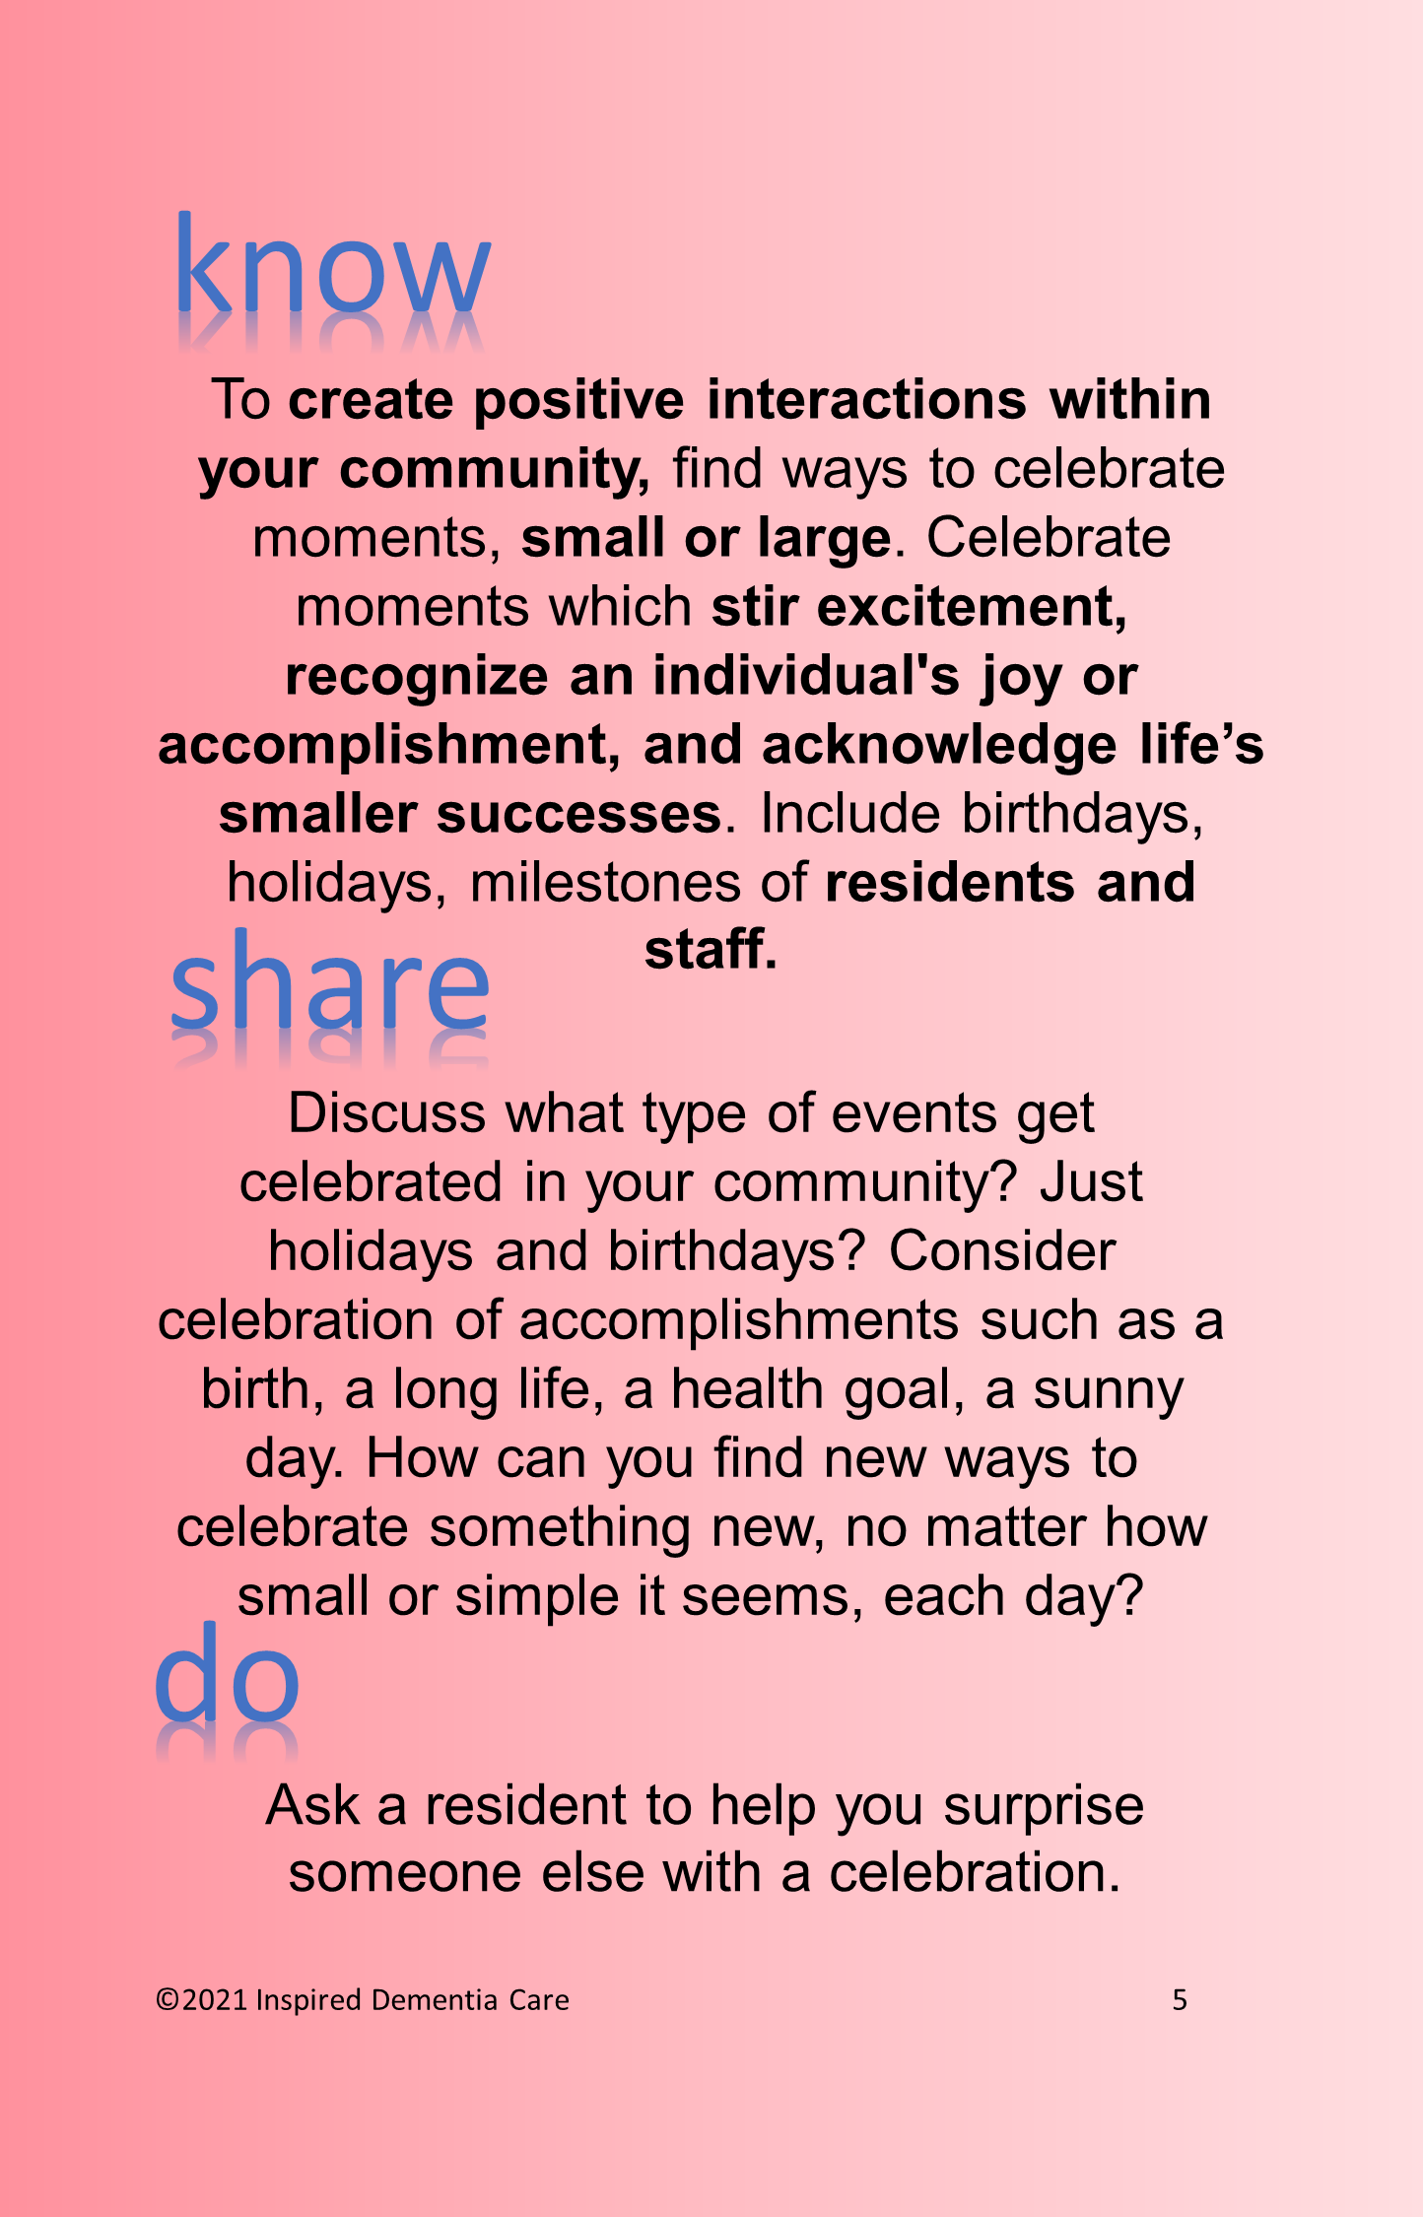 know
To create positive interactions within
your community, find ways to celebrate
moments, small or large. Celebrate
moments which stir excitement,
recognize an individual's joy or
accomplishment, and acknowledge life’s
smaller successes. Include birthdays,
holidays, milestones of residents and
staff.
share
Discuss what type of events get
celebrated in your community? Just
holidays and birthdays? Consider
celebration of accomplishments such as a
birth, a long life, a health goal, a sunny
day. How can you find new ways to
celebrate something new, no matter how
small or simple it seems, each day?
do
Ask a resident to help you surprise
someone else with a celebration.
©2021 Inspired Dementia Care 5